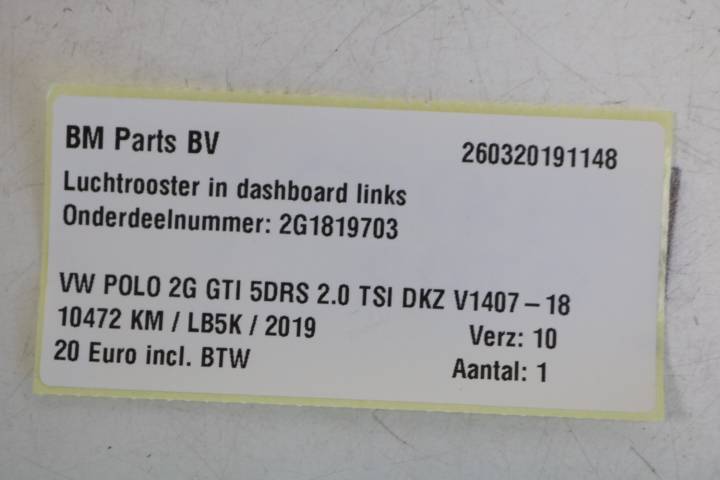 BM Parts BV 260320191148
Luchtrooster in dashboard links
Onderdeelnummer: 2G1819703
VW POLO 2G GTI 5DRS 2.0 TSI DKZ V1407-18
10472 KM / LB5K / 2019 Verz: 10
20 Euro incl. BTW Aantal: 1